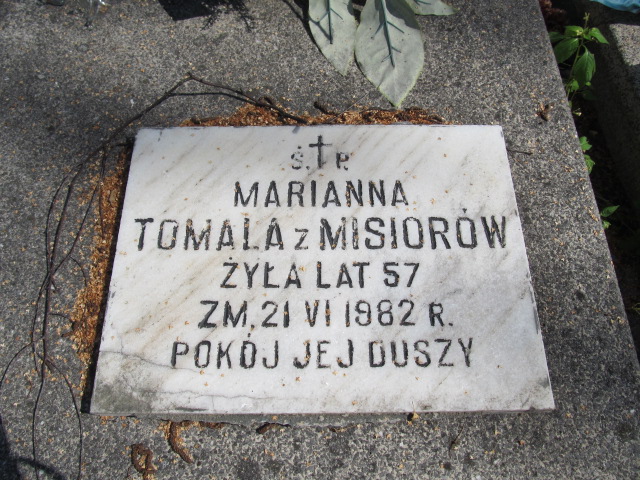 Ś.†P.
MARIANNA
TOMALA z MISIORÓW
ŻYŁA LAT 57
ZM. 21 VI 1982 R.
POKÓJ JEJ DUSZY